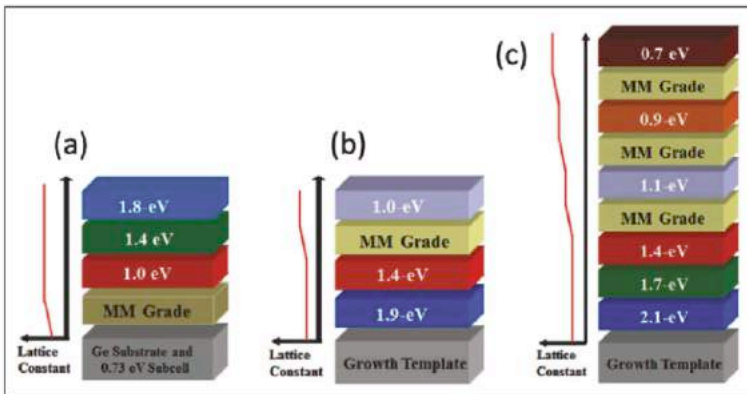 (a)
1.8-eV
1.4 eV
1.0 eV
MM Grade
Ge Substrate and
0.73 eV Subcell
Lattice
Constant
(b)
1.0-eV
MM Grade
1.4-eV
1.9-eV
Growth Template
Lattice
Constant
(c)
0.7 eV
MM Grade
0.9-eV
MM Grade
1.1-eV
MM Grade
1.4-eV
1.7-eV
2.1-eV
Growth Template
Lattice
Constant